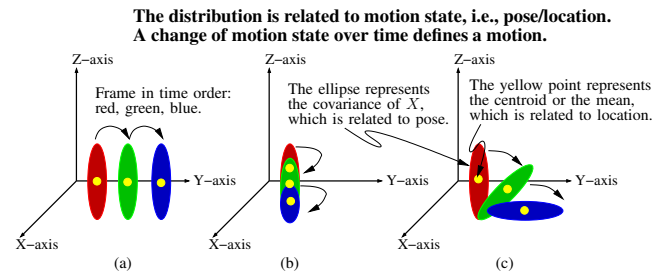 The distribution is related to motion state, i.e., pose/location.
A change of motion state over time defines a motion.
Z−axis
Frame in time order:
red, green, blue.
Y−axis
X−axis
(a)
Z−axis
The ellipse represents
the covariance of X,
which is related to pose.
Y−axis
X−axis
(b)
Z−axis
The yellow point represents
the centroid or the mean,
which is related to location.
Y−axis
X−axis
(c)